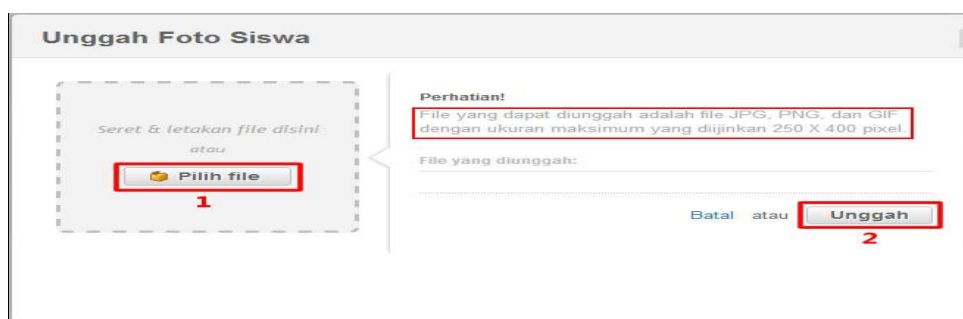 Unggah Foto Siswa
Seret & letakan file disini
atau
Pilih file
1
Perhatian!
File yang dapat diunggah adalah file JPG, PNG, dan GIF
dengan ukuran maksimum yang diijinkan 250 X 400 pixel.
File yang diunggah:
Batal atau Unggah
2